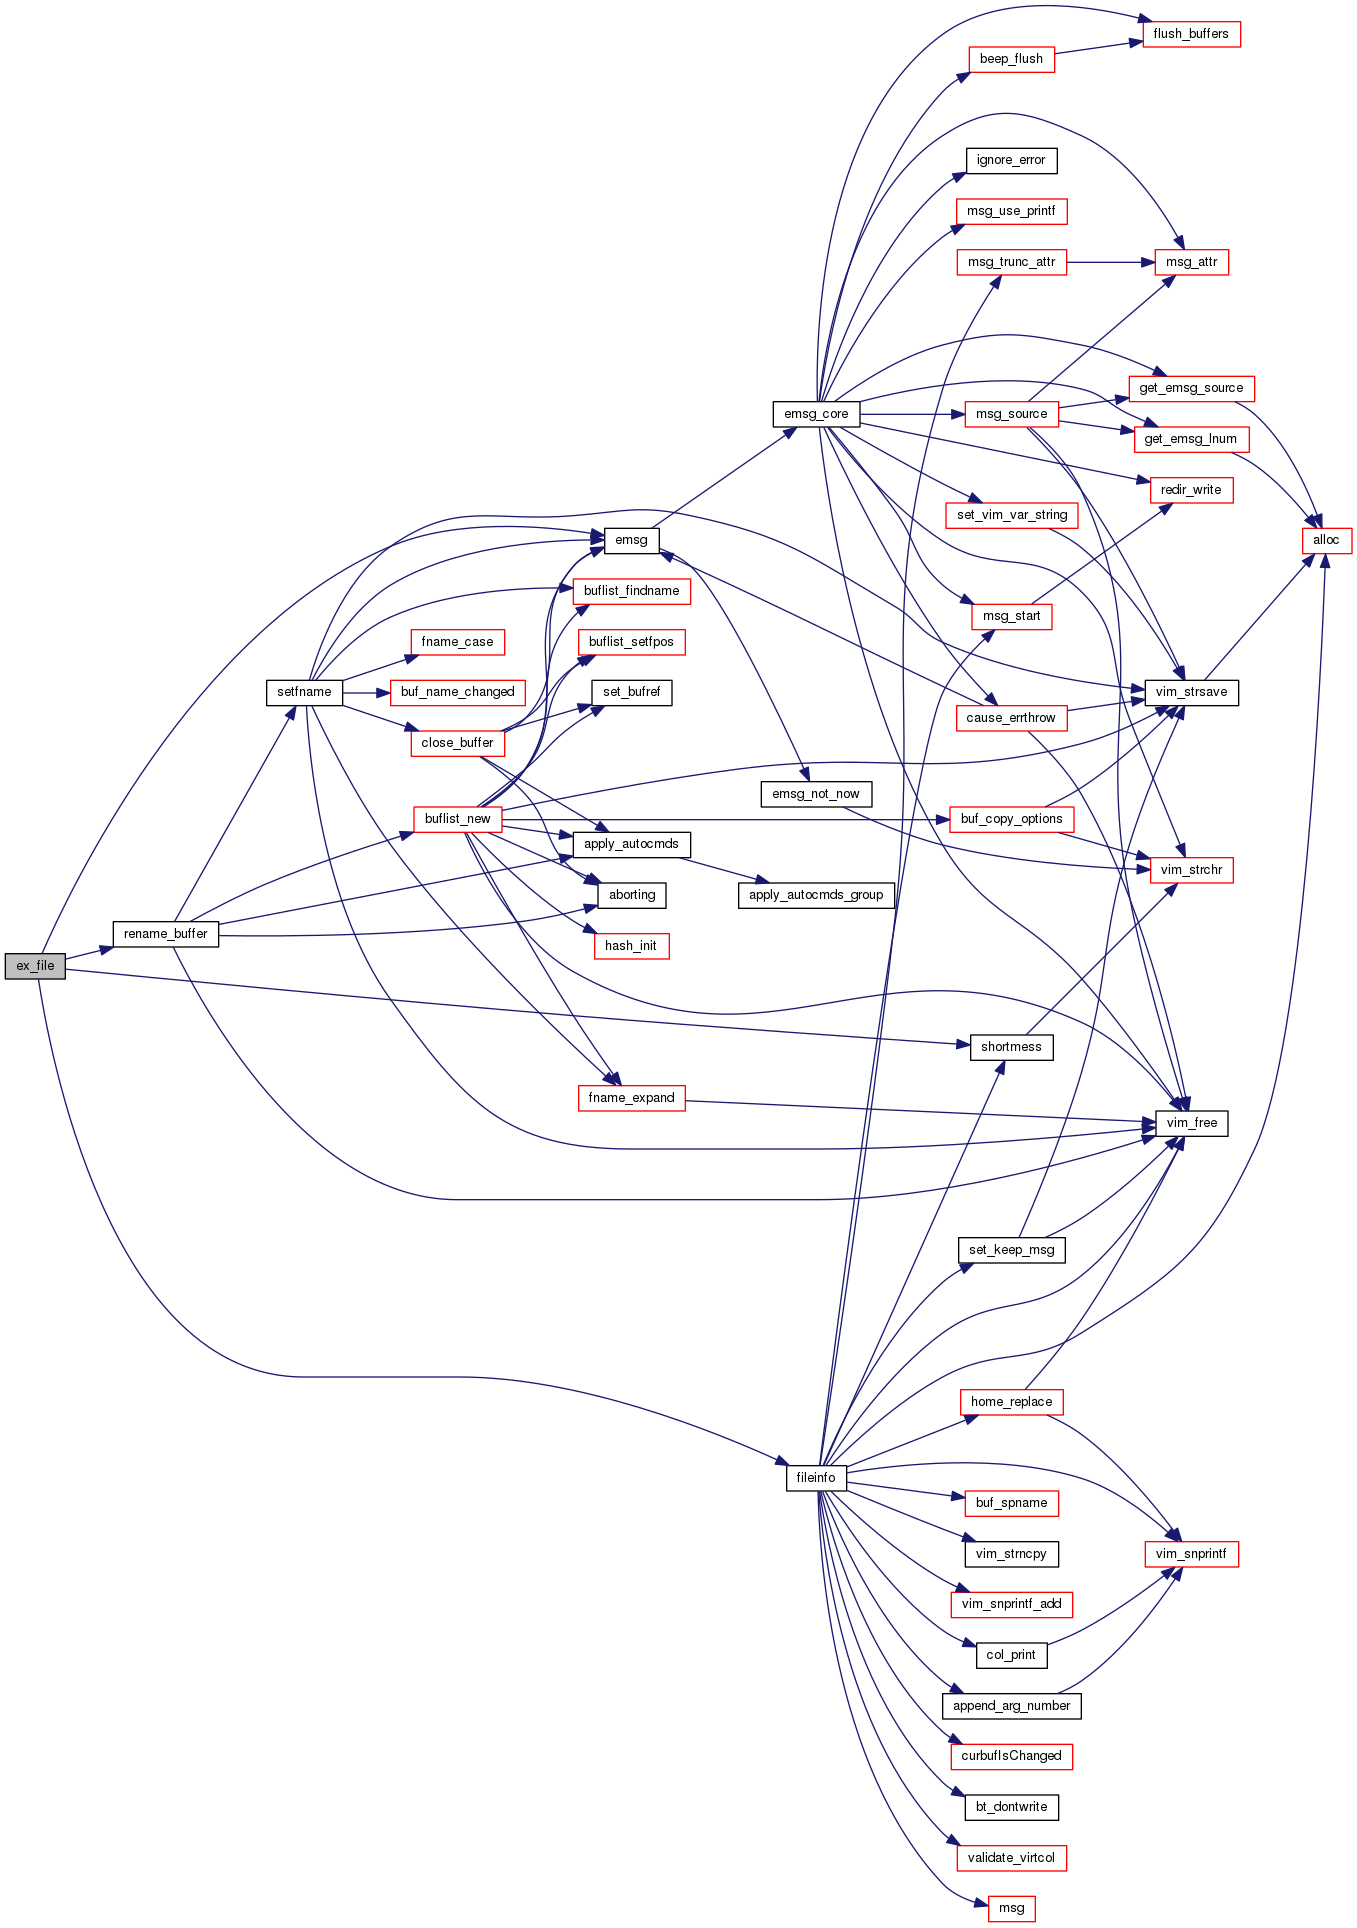 flush_buffers
beep_flush
ignore_error
msg_use_printf
msg_trunc_attr
msg_attr
get_emsg_source
emsg_core
msg_source
get_emsg_lnum
redir_write
set_vim_var_string
emsg
alloc
buflist_findname
msg_start
fname_case
buflist_setfpos
setfname
buf_name_changed
set_bufref
vim_strsave
cause_errthrow
close_buffer
emsg_not_now
buflist_new
buf_copy_options
apply_autocmds
vim_strchr
aborting
apply_autocmds_group
rename_buffer
hash_init
ex_file
shortmess
fname_expand
vim_free
set_keep_msg
home_replace
fileinfo
buf_spname
vim_strncpy
vim_snprintf
vim_snprintf_add
col_print
append_arg_number
curbufIsChanged
bt_dontwrite
validate_virtcol
msg